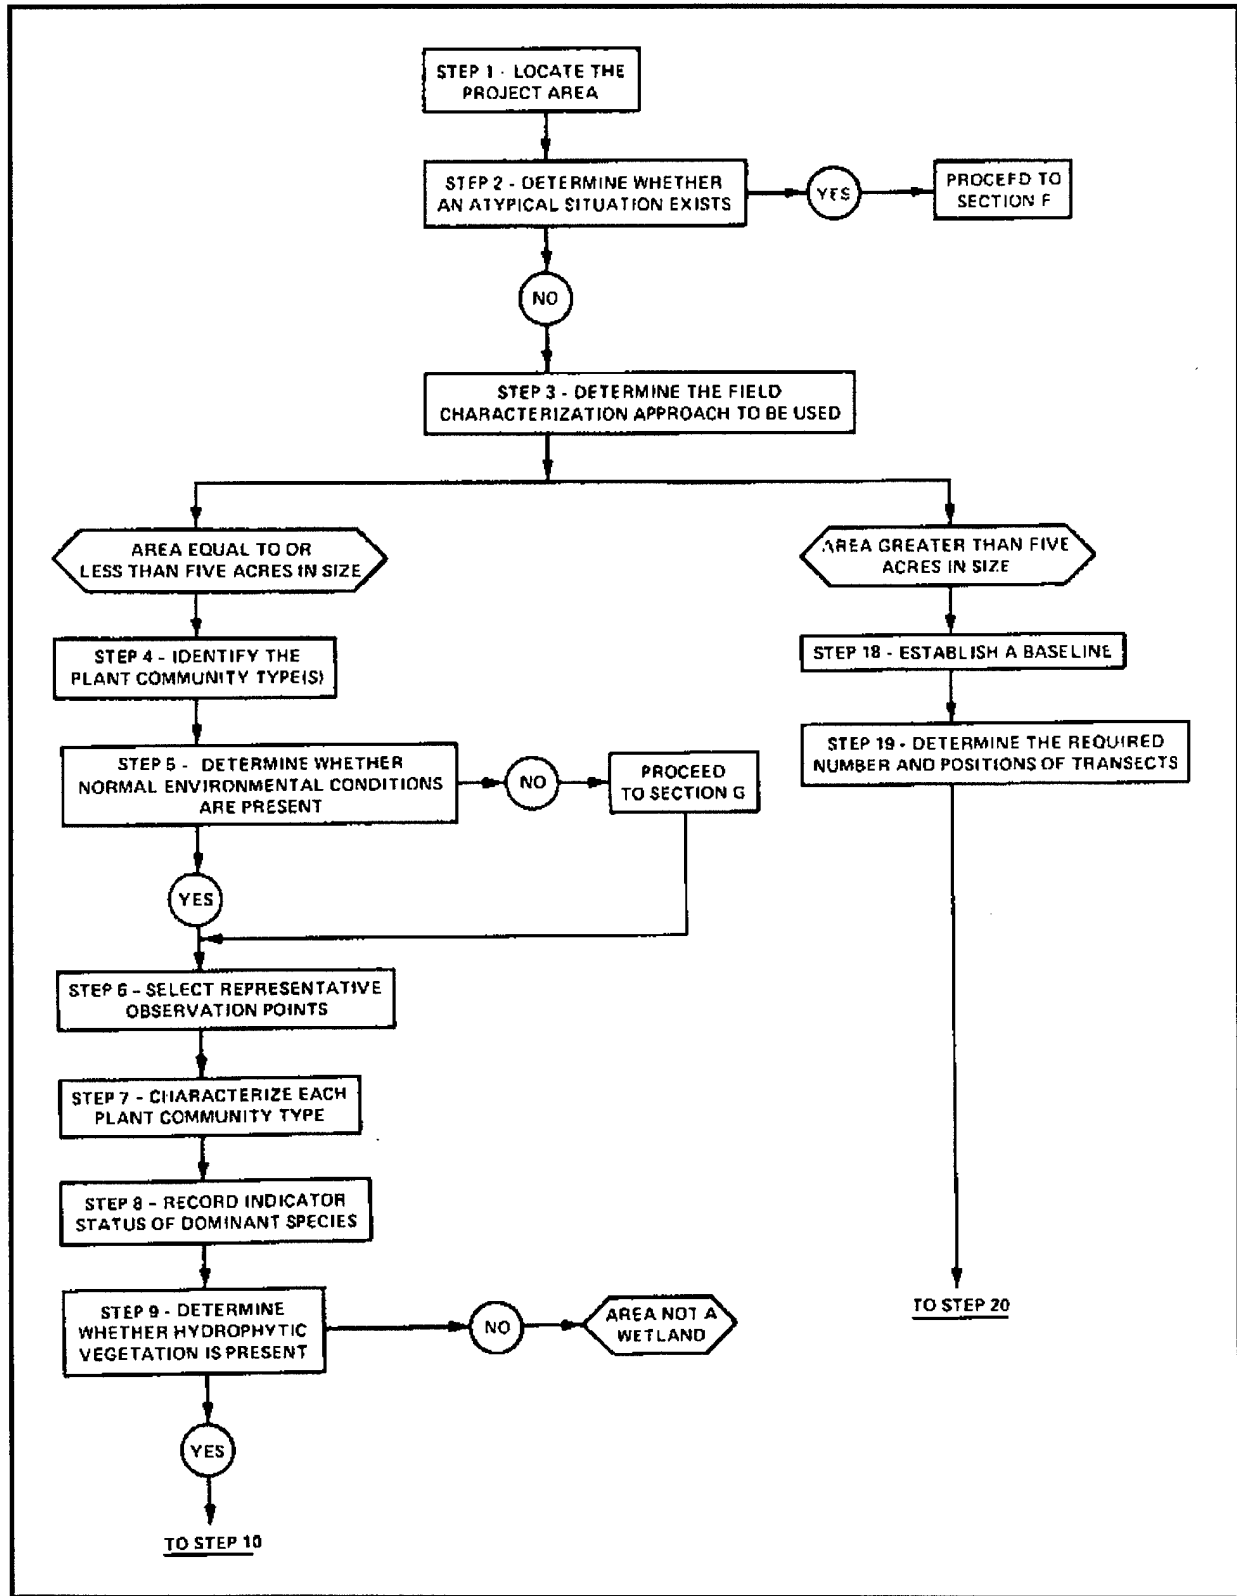 STEP 1 - LOCATE THE
PROJECT AREA
STEP 2 - DETERMINE WHETHER
AN ATYPICAL SITUATION EXISTS
YES
PROCEED TO
SECTION F
NO
STEP 3 - DETERMINE THE FIELD
CHARACTERIZATION APPROACH TO BE USED
AREA EQUAL TO OR
LESS THAN FIVE ACRES IN SIZE
STEP 4 - IDENTIFY THE
PLANT COMMUNITY TYPE(S)
STEP 5 - DETERMINE WHETHER
NORMAL ENVIRONMENTAL CONDITIONS
ARE PRESENT
NO
PROCEED
TO SECTION G
YES
STEP 6 - SELECT REPRESENTATIVE
OBSERVATION POINTS
STEP 7 - CHARACTERIZE EACH
PLANT COMMUNITY TYPE
STEP 8 - RECORD INDICATOR
STATUS OF DOMINANT SPECIES
STEP 9 - DETERMINE
WHETHER HYDROPHYTIC
VEGETATION IS PRESENT
NO
AREA NOT A
WETLAND
YES
TO STEP 10
AREA GREATER THAN FIVE
ACRES IN SIZE
STEP 18 - ESTABLISH A BASELINE
STEP 19 - DETERMINE THE REQUIRED
NUMBER AND POSITIONS OF TRANSECTS
TO STEP 20